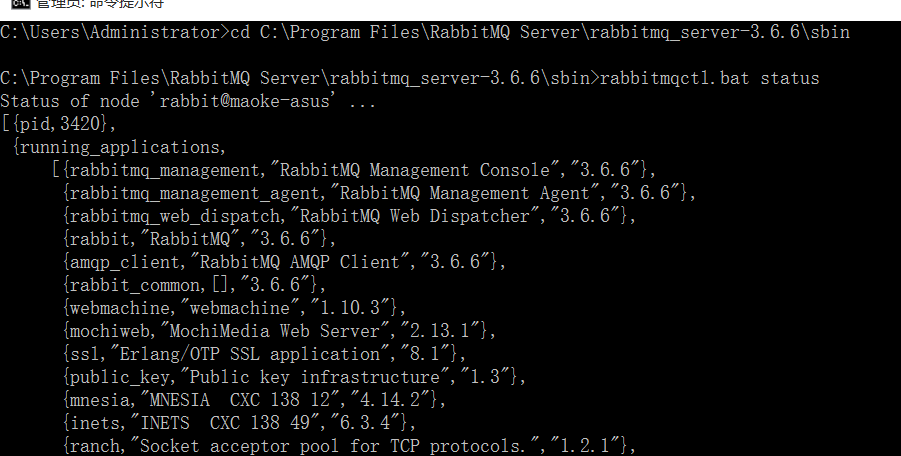 管理员: 命令提示符
C:\Users\Administrator>cd C:\Program Files\RabbitMQ Server\rabbitmq_server-3.6.6\sbin
C:\Program Files\RabbitMQ Server\rabbitmq_server-3.6.6\sbin>rabbitmqctl.bat status
Status of node 'rabbit@maoke-asus' ...
[{pid,3420},
 {running_applications,
     [{rabbitmq_management,"RabbitMQ Management Console","3.6.6"},
      {rabbitmq_management_agent,"RabbitMQ Management Agent","3.6.6"},
      {rabbitmq_web_dispatch,"RabbitMQ Web Dispatcher","3.6.6"},
      {rabbit,"RabbitMQ","3.6.6"},
      {amqp_client,"RabbitMQ AMQP Client","3.6.6"},
      {rabbit_common,[],"3.6.6"},
      {webmachine,"webmachine","1.10.3"},
      {mochiweb,"MochiMedia Web Server","2.13.1"},
      {ssl,"Erlang/OTP SSL application","8.1"},
      {public_key,"Public key infrastructure","1.3"},
      {mnesia,"MNESIA  CXC 138 12","4.14.2"},
      {inets,"INETS  CXC 138 49","6.3.4"},
      {ranch,"Socket acceptor pool for TCP protocols.","1.2.1"},